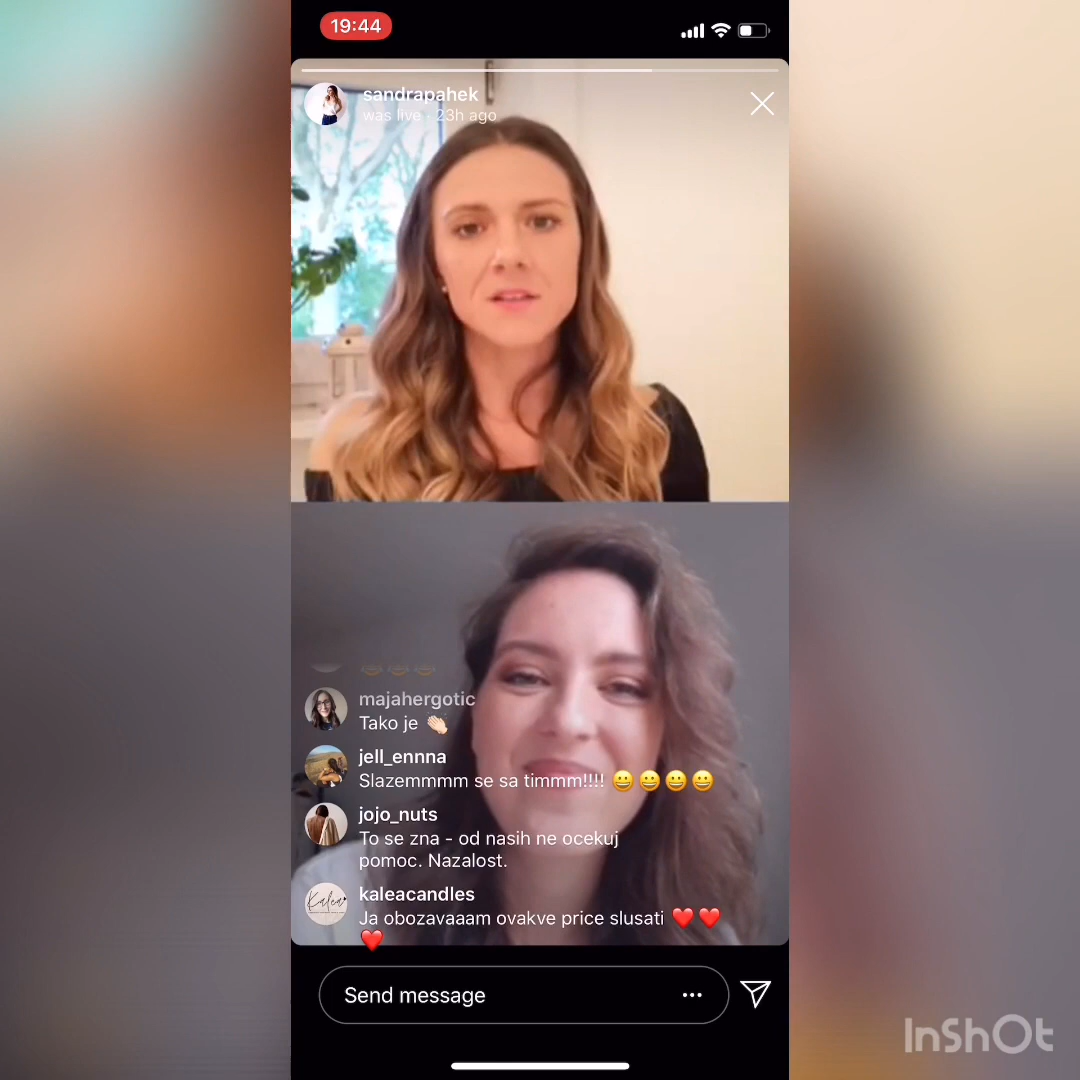 19:44
sandrapahek
was live · 23h ago
majahergotic
Tako je 👏🏻
jell_ennna
Slazemmmm se sa timmm!!!! 😀😀😀😀
jojo_nuts
To se zna - od nasih ne ocekuj
pomoc. Nazalost.
Kalea
kaleacandles
Ja obozavaaam ovakve price slusati ❤️❤️
❤️
Send message
InShOt